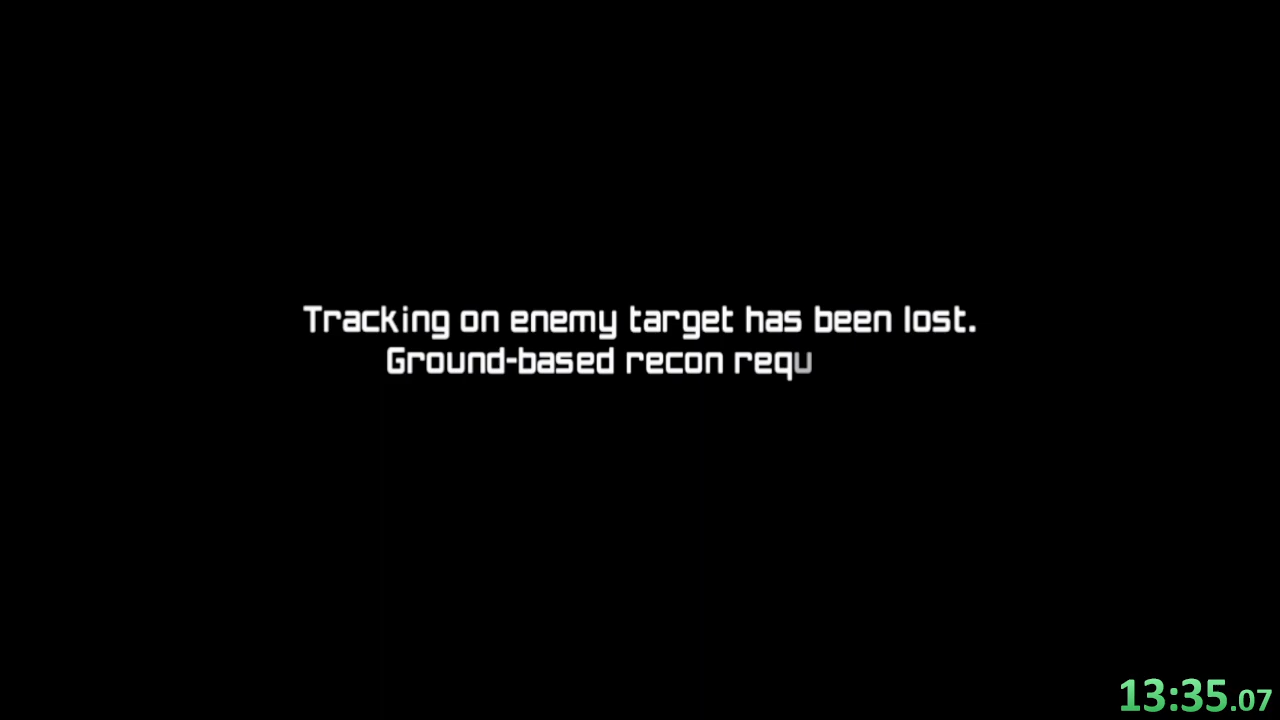 Tracking on enemy target has been lost.
Ground-based recon requ
13:35.07